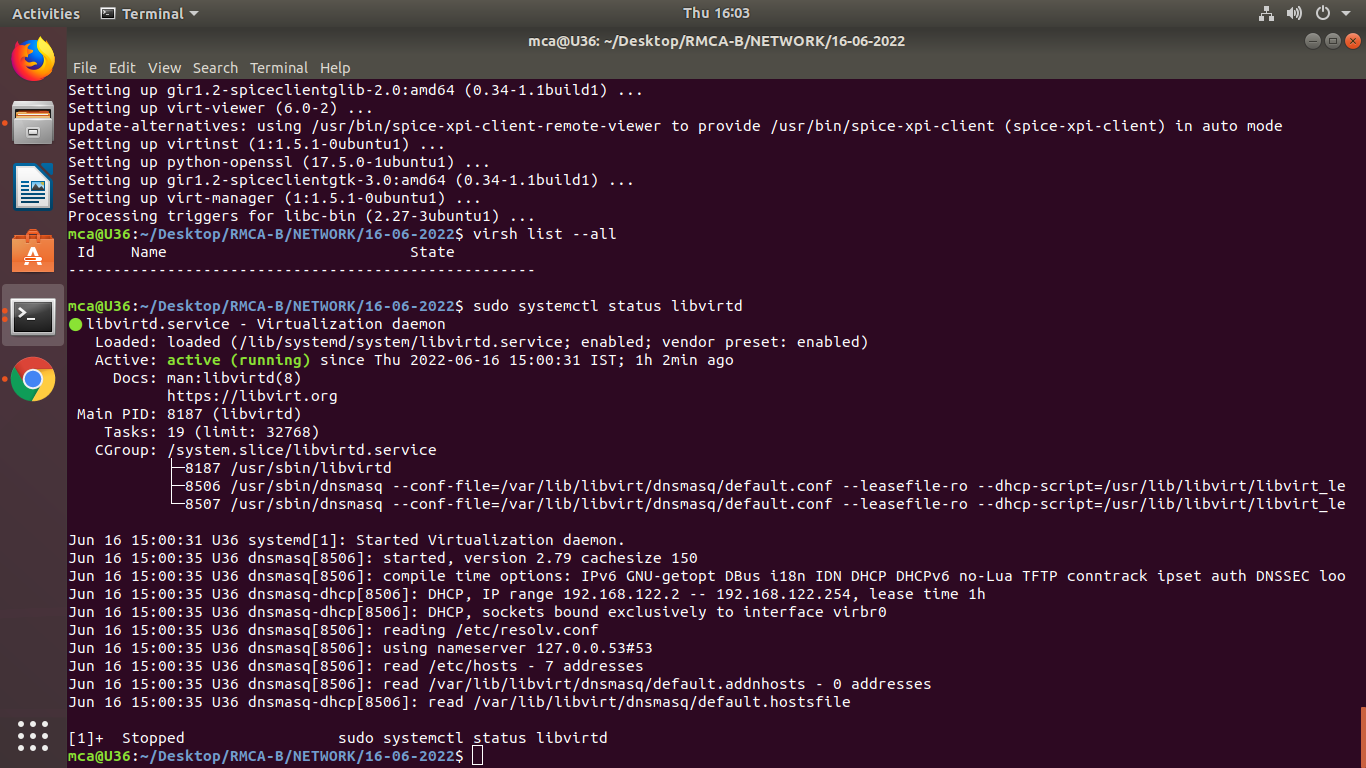 Activities Terminal Thu 16:03
mca@U36: ~/Desktop/RMCA-B/NETWORK/16-06-2022
File Edit View Search Terminal Help
Setting up gir1.2-spiceclientglib-2.0:amd64 (0.34-1.1build1) ...
Setting up virt-viewer (6.0-2) ...
update-alternatives: using /usr/bin/spice-xpi-client-remote-viewer to provide /usr/bin/spice-xpi-client (spice-xpi-client) in auto mode
Setting up virtinst (1:1.5.1-0ubuntu1) ...
Setting up python-openssl (17.5.0-1ubuntu1) ...
Setting up gir1.2-spiceclientgtk-3.0:amd64 (0.34-1.1build1) ...
Setting up virt-manager (1:1.5.1-0ubuntu1) ...
Processing triggers for libc-bin (2.27-3ubuntu1) ...
mca@U36:~/Desktop/RMCA-B/NETWORK/16-06-2022$ virsh list --all
 Id    Name                           State
----------------------------------------------------
mca@U36:~/Desktop/RMCA-B/NETWORK/16-06-2022$ sudo systemctl status libvirtd
● libvirtd.service - Virtualization daemon
   Loaded: loaded (/lib/systemd/system/libvirtd.service; enabled; vendor preset: enabled)
   Active: active (running) since Thu 2022-06-16 15:00:31 IST; 1h 2min ago
     Docs: man:libvirtd(8)
           https://libvirt.org
 Main PID: 8187 (libvirtd)
    Tasks: 19 (limit: 32768)
   CGroup: /system.slice/libvirtd.service
           ├─8187 /usr/sbin/libvirtd
           ├─8506 /usr/sbin/dnsmasq --conf-file=/var/lib/libvirt/dnsmasq/default.conf --leasefile-ro --dhcp-script=/usr/lib/libvirt/libvirt_le
           └─8507 /usr/sbin/dnsmasq --conf-file=/var/lib/libvirt/dnsmasq/default.conf --leasefile-ro --dhcp-script=/usr/lib/libvirt/libvirt_le
Jun 16 15:00:31 U36 systemd[1]: Started Virtualization daemon.
Jun 16 15:00:35 U36 dnsmasq[8506]: started, version 2.79 cachesize 150
Jun 16 15:00:35 U36 dnsmasq[8506]: compile time options: IPv6 GNU-getopt DBus i18n IDN DHCP DHCPv6 no-Lua TFTP conntrack ipset auth DNSSEC loo
Jun 16 15:00:35 U36 dnsmasq-dhcp[8506]: DHCP, IP range 192.168.122.2 -- 192.168.122.254, lease time 1h
Jun 16 15:00:35 U36 dnsmasq-dhcp[8506]: DHCP, sockets bound exclusively to interface virbr0
Jun 16 15:00:35 U36 dnsmasq[8506]: reading /etc/resolv.conf
Jun 16 15:00:35 U36 dnsmasq[8506]: using nameserver 127.0.0.53#53
Jun 16 15:00:35 U36 dnsmasq[8506]: read /etc/hosts - 7 addresses
Jun 16 15:00:35 U36 dnsmasq[8506]: read /var/lib/libvirt/dnsmasq/default.addnhosts - 0 addresses
Jun 16 15:00:35 U36 dnsmasq-dhcp[8506]: read /var/lib/libvirt/dnsmasq/default.hostsfile
[1]+  Stopped                 sudo systemctl status libvirtd
mca@U36:~/Desktop/RMCA-B/NETWORK/16-06-2022$